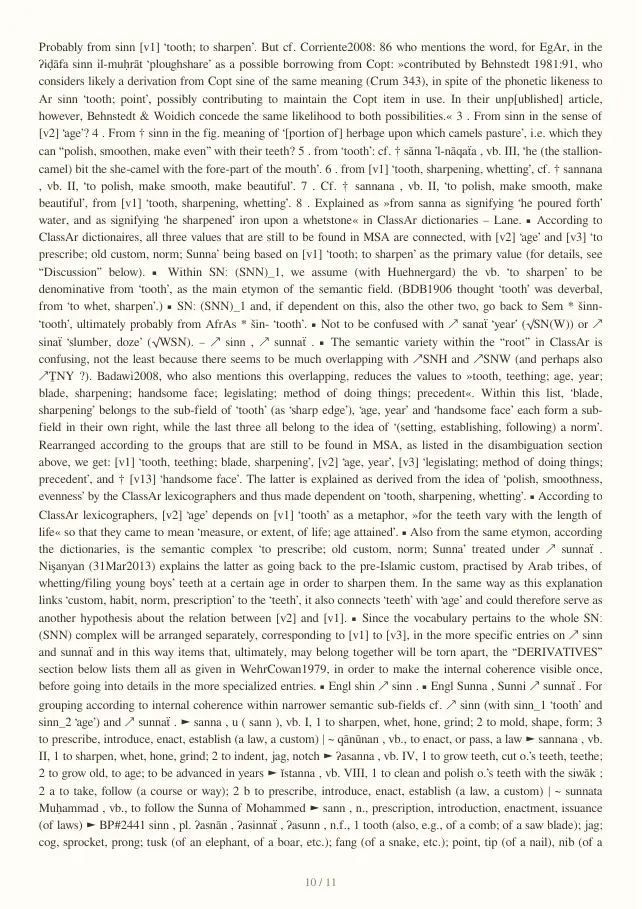 Probably from sinn [v1] ‘tooth; to sharpen’. But cf. Corriente2008: 86 who mentions the word, for EgAr, in the
ʔiḍāfa sinn il-muḥrāt ‘ploughshare’ as a possible borrowing from Copt: »contributed by Behnstedt 1981:91, who
considers likely a derivation from Copt sine of the same meaning (Crum 343), in spite of the phonetic likeness to
Ar sinn ‘tooth; point’, possibly contributing to maintain the Copt item in use. In their unp[ublished] article,
however, Behnstedt & Woidich concede the same likelihood to both possibilities.« 3 . From sinn in the sense of
[v2] ‘age’? 4 . From † sinn in the fig. meaning of ‘[portion of] herbage upon which camels pasture’, i.e. which they
can “polish, smoothen, make even” with their teeth? 5 . from ‘tooth’: cf. † sānna ’l-nāqaẗa , vb. III, ‘he (the stallion-
camel) bit the she-camel with the fore-part of the mouth’. 6 . from [v1] ‘tooth, sharpening, whetting’, cf. † sannana
, vb. II, ‘to polish, make smooth, make beautiful’. 7 . Cf. † sannana , vb. II, ‘to polish, make smooth, make
beautiful’, from [v1] ‘tooth, sharpening, whetting’. 8 . Explained as »from sanna as signifying ‘he poured forth’
water, and as signifying ‘he sharpened’ iron upon a whetstone« in ClassAr dictionaries – Lane. ▪ According to
ClassAr dictionaires, all three values that are still to be found in MSA are connected, with [v2] ‘age’ and [v3] ‘to
prescribe; old custom, norm; Sunna’ being based on [v1] ‘tooth; to sharpen’ as the primary value (for details, see
“Discussion” below). ▪ Within SN: (SNN)_1, we assume (with Huehnergard) the vb. ‘to sharpen’ to be
denominative from ‘tooth’, as the main etymon of the semantic field. (BDB1906 thought ‘tooth’ was deverbal,
from ‘to whet, sharpen’.) ▪ SN: (SNN)_1 and, if dependent on this, also the other two, go back to Sem * šinn-
‘tooth’, ultimately probably from AfrAs * šin- ‘tooth’. ▪ Not to be confused with ↗ sanaẗ ‘year’ (√SN(W)) or ↗
sinaẗ ‘slumber, doze’ (√WSN). – ↗ sinn , ↗ sunnaẗ . ▪ The semantic variety within the “root” in ClassAr is
confusing, not the least because there seems to be much overlapping with ↗SNH and ↗SNW (and perhaps also
↗ṮNY ?). Badawi2008, who also mentions this overlapping, reduces the values to »tooth, teething; age, year;
blade, sharpening; handsome face; legislating; method of doing things; precedent«. Within this list, ‘blade,
sharpening’ belongs to the sub-field of ‘tooth’ (as ‘sharp edge’), ‘age, year’ and ‘handsome face’ each form a sub-
field in their own right, while the last three all belong to the idea of ‘(setting, establishing, following) a norm’.
Rearranged according to the groups that are still to be found in MSA, as listed in the disambiguation section
above, we get: [v1] ‘tooth, teething; blade, sharpening’, [v2] ‘age, year’, [v3] ‘legislating; method of doing things;
precedent’, and † [v13] ‘handsome face’. The latter is explained as derived from the idea of ‘polish, smoothness,
evenness’ by the ClassAr lexicographers and thus made dependent on ‘tooth, sharpening, whetting’. ▪ According to
ClassAr lexicographers, [v2] ‘age’ depends on [v1] ‘tooth’ as a metaphor, »for the teeth vary with the length of
life« so that they came to mean ‘measure, or extent, of life; age attained’. ▪ Also from the same etymon, according
the dictionaries, is the semantic complex ‘to prescribe; old custom, norm; Sunna’ treated under ↗ sunnaẗ .
Nişanyan (31Mar2013) explains the latter as going back to the pre-Islamic custom, practised by Arab tribes, of
whetting/filing young boys’ teeth at a certain age in order to sharpen them. In the same way as this explanation
links ‘custom, habit, norm, prescription’ to the ‘teeth’, it also connects ‘teeth’ with ‘age’ and could therefore serve as
another hypothesis about the relation between [v2] and [v1]. ▪ Since the vocabulary pertains to the whole SN:
(SNN) complex will be arranged separately, corresponding to [v1] to [v3], in the more specific entries on ↗ sinn
and sunnaẗ and in this way items that, ultimately, may belong together will be torn apart, the “DERIVATIVES”
section below lists them all as given in WehrCowan1979, in order to make the internal coherence visible once,
before going into details in the more specialized entries. ▪ Engl shin ↗ sinn . ▪ Engl Sunna , Sunni ↗ sunnaẗ . For
grouping according to internal coherence within narrower semantic sub-fields cf. ↗ sinn (with sinn_1 ‘tooth’ and
sinn_2 ‘age’) and ↗ sunnaẗ . ► sanna , u ( sann ), vb. I, 1 to sharpen, whet, hone, grind; 2 to mold, shape, form; 3
to prescribe, introduce, enact, establish (a law, a custom) | ~ qānūnan , vb., to enact, or pass, a law ► sannana , vb.
II, 1 to sharpen, whet, hone, grind; 2 to indent, jag, notch ► ʔasanna , vb. IV, 1 to grow teeth, cut o.’s teeth, teethe;
2 to grow old, to age; to be advanced in years ► ĭstanna , vb. VIII, 1 to clean and polish o.’s teeth with the siwāk ;
2 a to take, follow (a course or way); 2 b to prescribe, introduce, enact, establish (a law, a custom) | ~ sunnata
Muḥammad , vb., to follow the Sunna of Mohammed ► sann , n., prescription, introduction, enactment, issuance
(of laws) ► BP#2441 sinn , pl. ʔasnān , ʔasinnaẗ , ʔasunn , n.f., 1 tooth (also, e.g., of a comb; of a saw blade); jag;
cog, sprocket, prong; tusk (of an elephant, of a boar, etc.); fang (of a snake, etc.); point, tip (of a nail), nib (of a
10 / 11